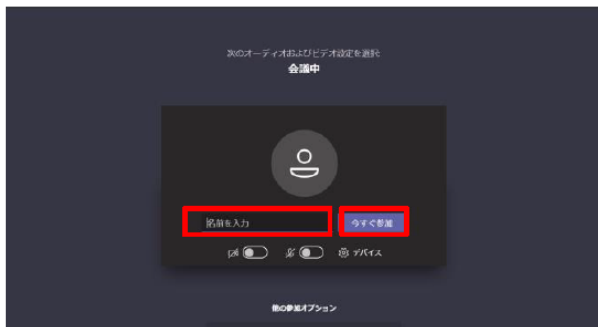 次のオーディオおよびビデオ設定を選択
会議中
名前を入力
今すぐ参加
デバイス
他の参加オプション